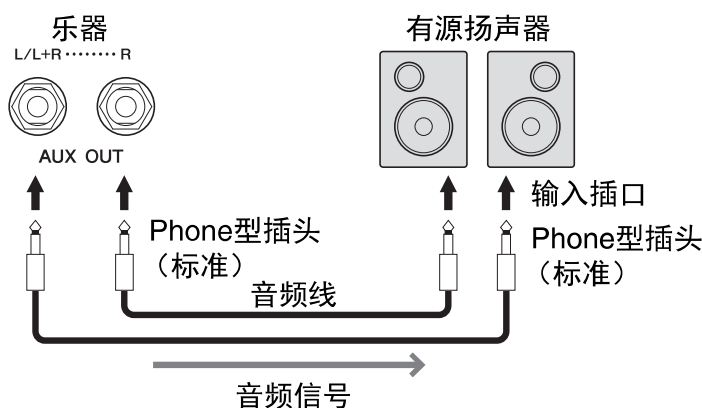 乐器
有源扬声器
L/L+R ········ R
AUX OUT
输入插口
Phone型插头
（标准）
Phone型插头
（标准）
音频线
音频信号